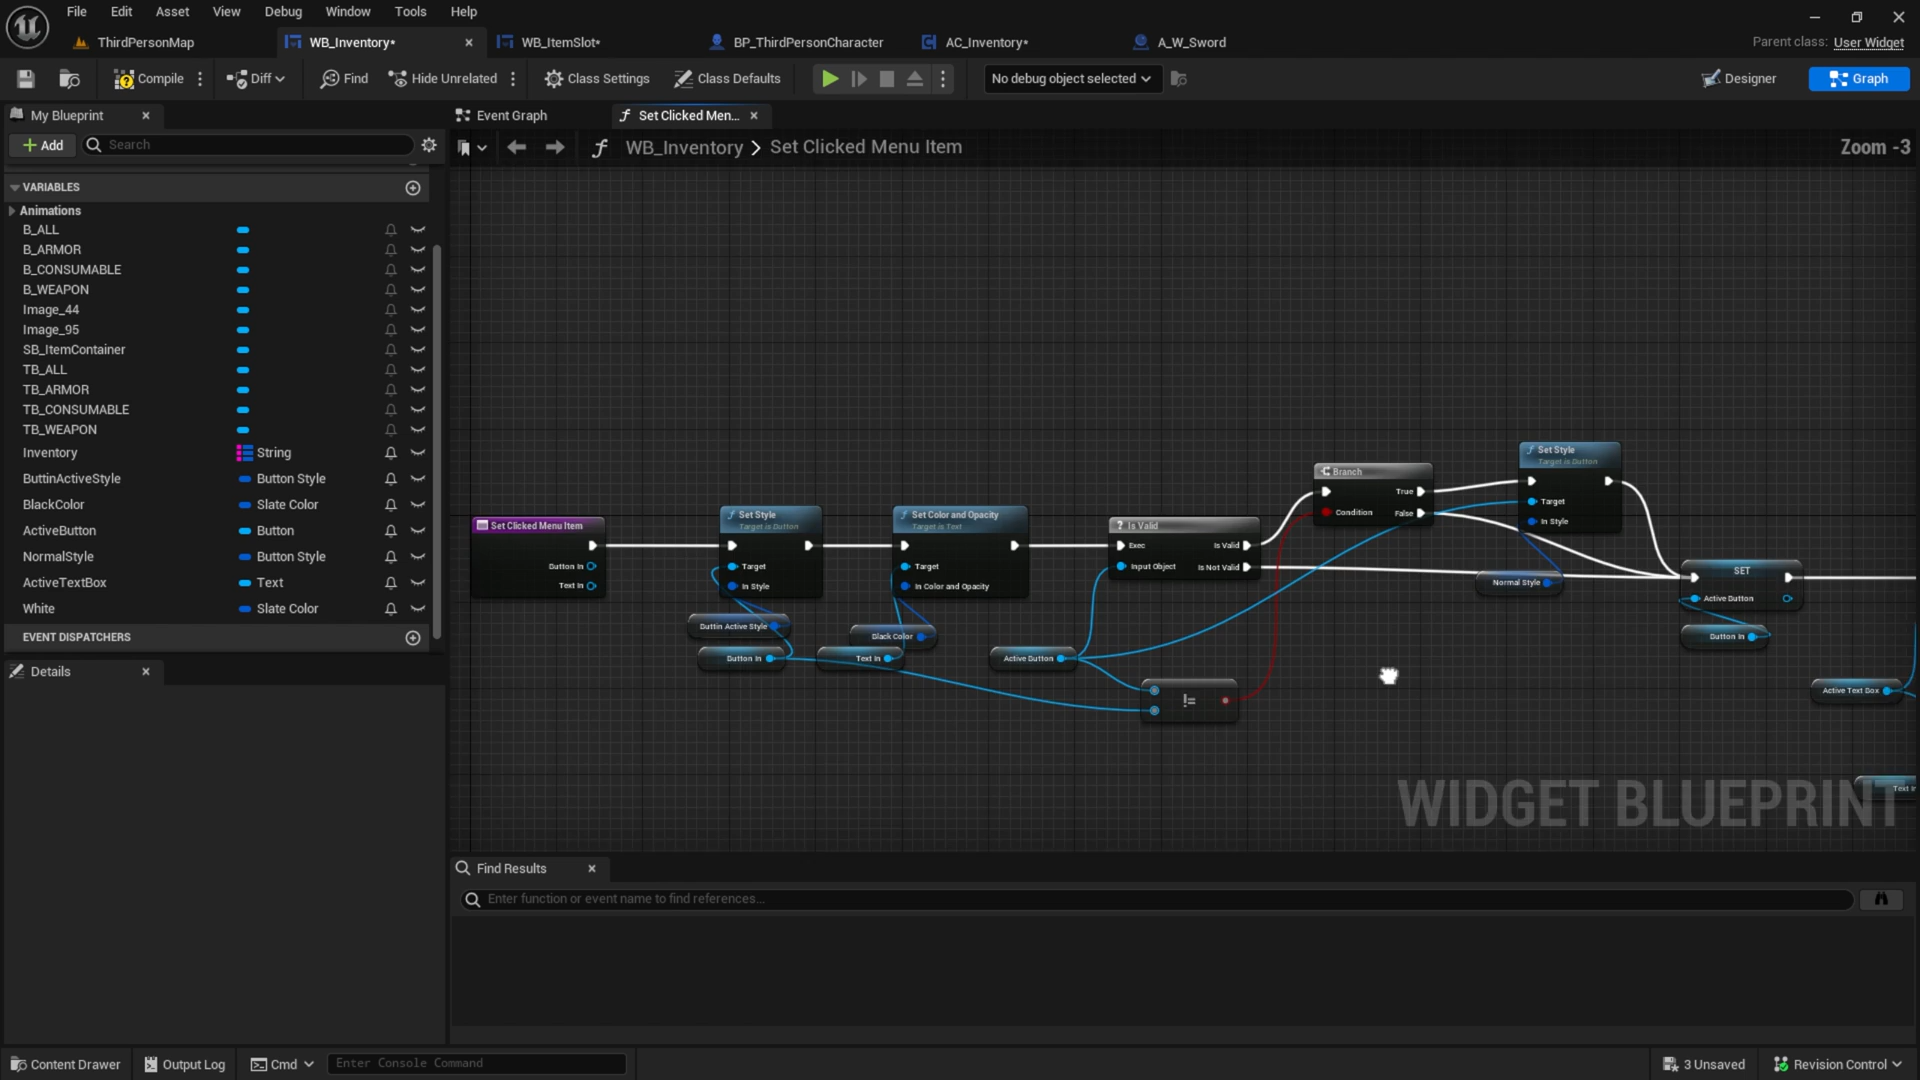 File Edit Asset View Debug Window Tools Help
ThirdPersonMap WB_Inventory* WB_ItemSlot* BP_ThirdPersonCharacter AC_Inventory* A_W_Sword Parent class: User Widget
Compile Diff Find Hide Unrelated Class Settings Class Defaults No debug object selected Designer Graph
My Blueprint Event Graph Set Clicked Men...
Add Search WB_Inventory > Set Clicked Menu Item Zoom -3
VARIABLES
Animations
B_ALL
B_ARMOR
B_CONSUMABLE
B_WEAPON
Image_44
Image_95
SB_ItemContainer
TB_ALL
TB_ARMOR
TB_CONSUMABLE
TB_WEAPON
Inventory String
ButtinActiveStyle Button Style
BlackColor Slate Color
ActiveButton Button
NormalStyle Button Style
ActiveTextBox Text
White Slate Color
EVENT DISPATCHERS
Details
Set Clicked Menu Item
Button In
Text In
Set Style
Target is Button
Target
In Style
Buttin Active Style
Button In
Set Color and Opacity
Target is Text
Target
In Color and Opacity
Black Color
Text In
? Is Valid
Exec Is Valid
Input Object Is Not Valid
Active Button
!=
Branch
True
Condition False
Set Style
Target is Button
Target
In Style
Normal Style
SET
Active Button
Button In
Active Text Box
Text In
WIDGET BLUEPRINT
Find Results
Enter function or event name to find references...
Content Drawer Output Log Cmd Enter Console Command 3 Unsaved Revision Control